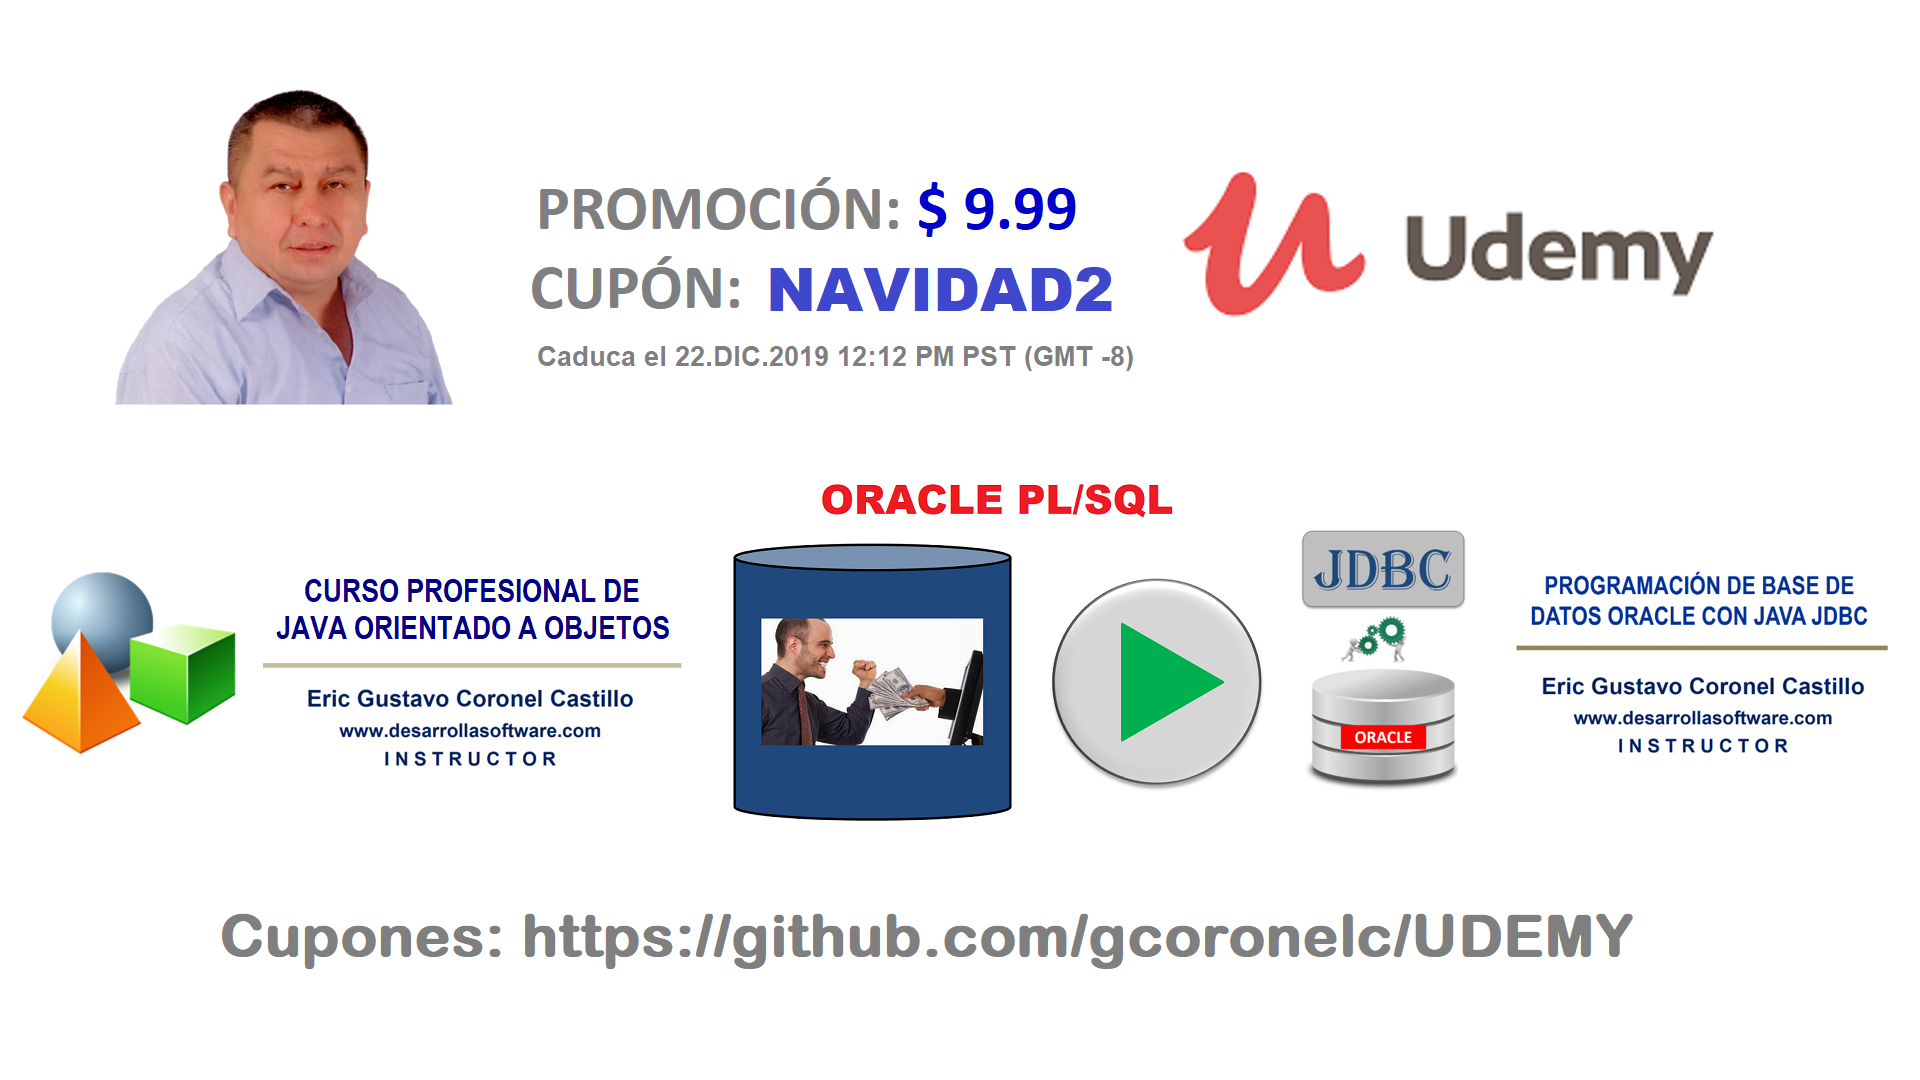 PROMOCIÓN: $ 9.99
CUPÓN: NAVIDAD2
Caduca el 22.DIC.2019 12:12 PM PST (GMT -8)
Udemy
ORACLE PL/SQL
CURSO PROFESIONAL DE
JAVA ORIENTADO A OBJETOS
Eric Gustavo Coronel Castillo
www.desarrollasoftware.com
INSTRUCTOR
JDBC
ORACLE
PROGRAMACIÓN DE BASE DE
DATOS ORACLE CON JAVA JDBC
Eric Gustavo Coronel Castillo
www.desarrollasoftware.com
INSTRUCTOR
Cupones: https://github.com/gcoronelc/UDEMY